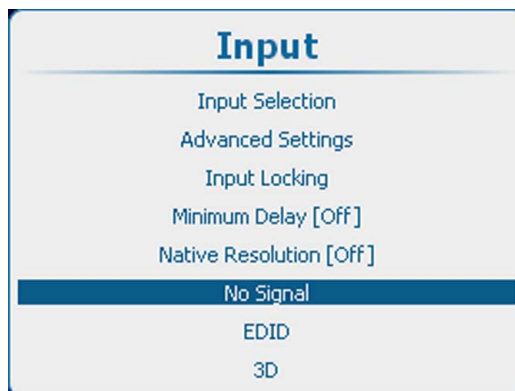 Input
Input Selection
Advanced Settings
Input Locking
Minimum Delay [Off]
Native Resolution [Off]
No Signal
EDID
3D